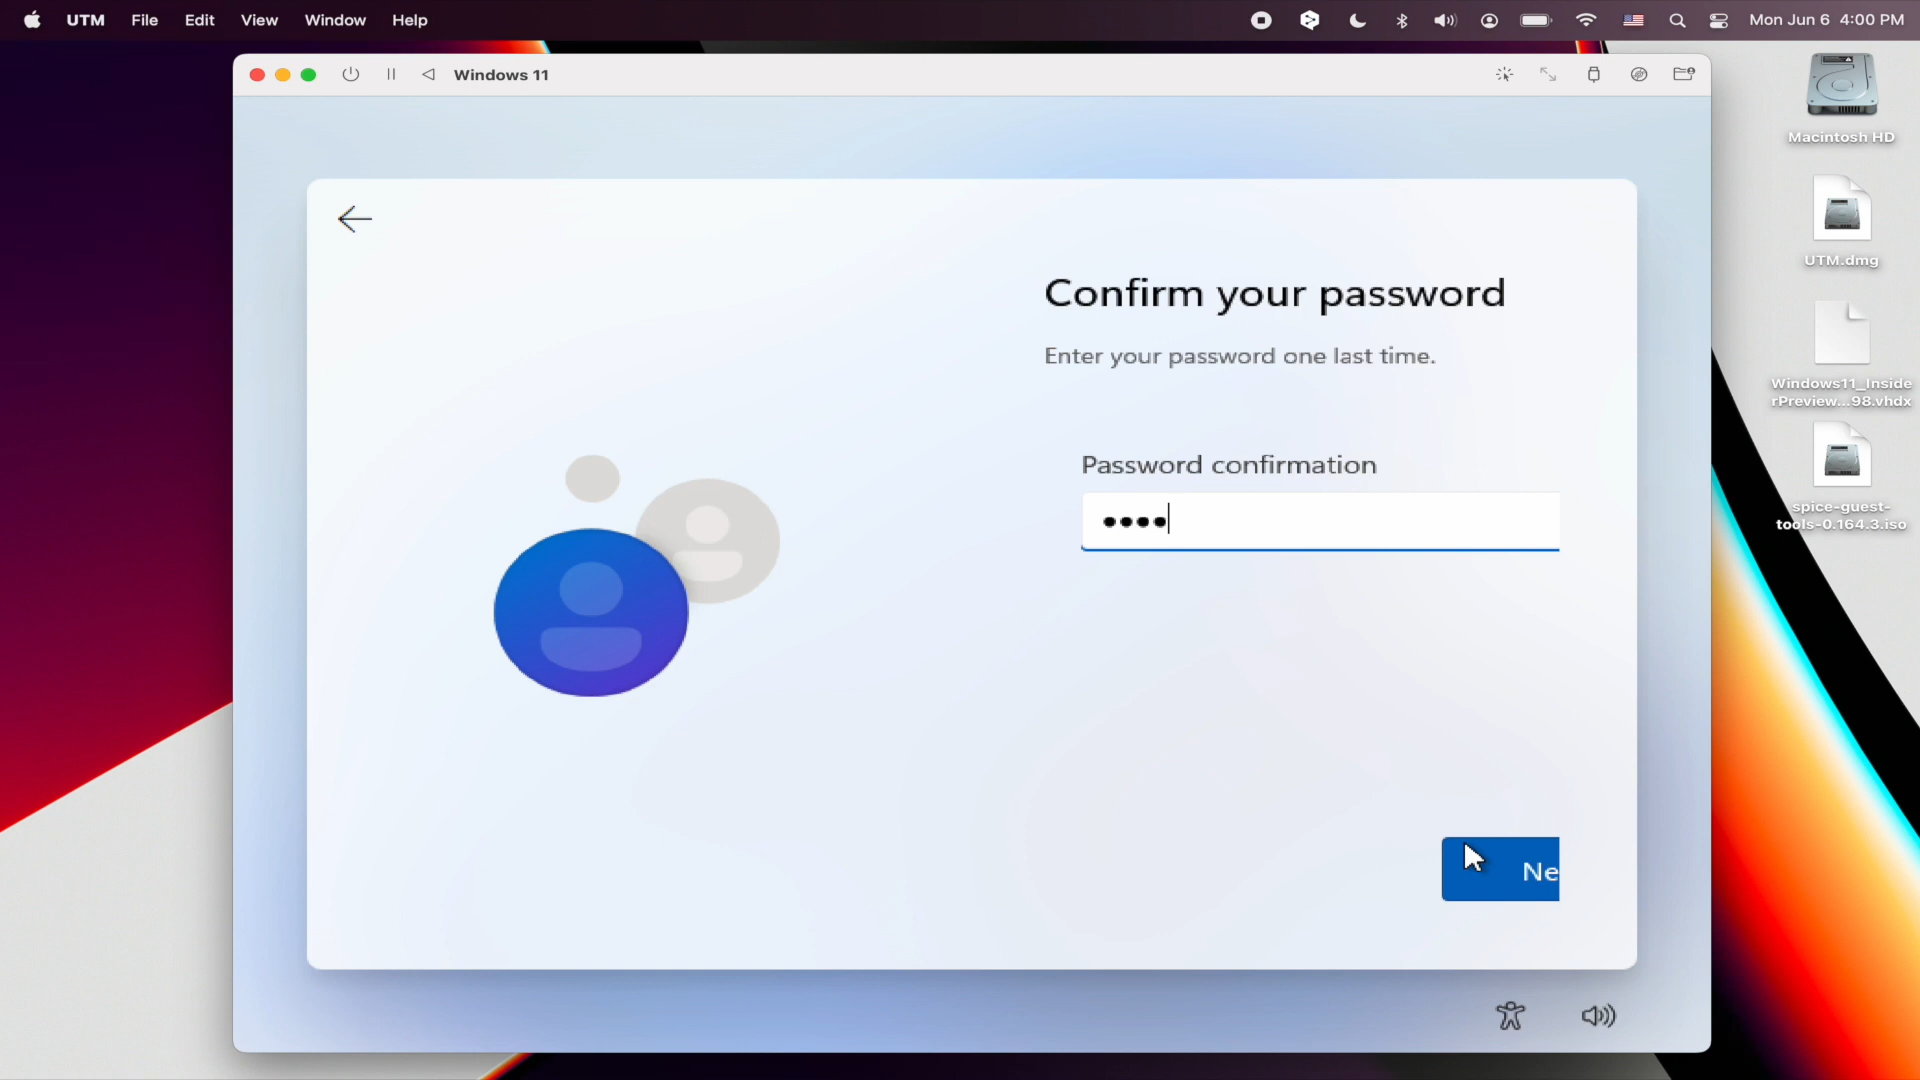 UTM File Edit View Window Help Mon Jun 6 4:00 PM
Windows 11
Macintosh HD
UTM.dmg
Windows11_Inside
rPreview...98.vhdx
spice-guest-
tools-0.164.3.iso
Confirm your password
Enter your password one last time.
Password confirmation
••••
Ne